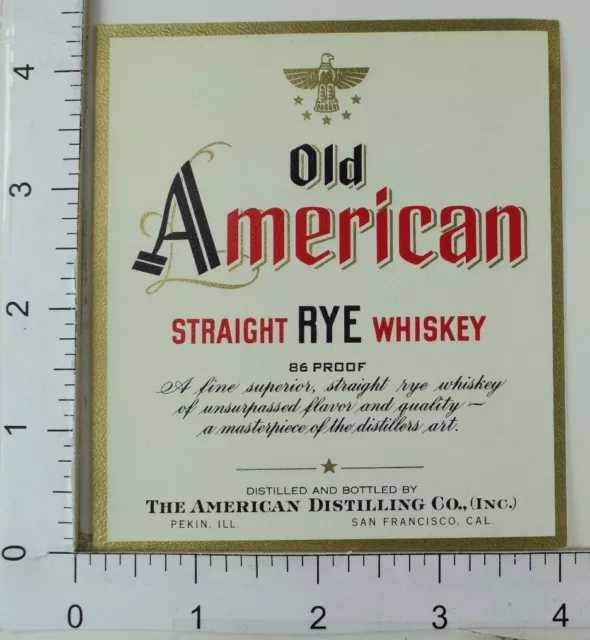 Old
American
STRAIGHT RYE WHISKEY
86 PROOF
A fine superior, straight rye whiskey
of unsurpassed flavor and quality —
a masterpiece of the distillers art.
DISTILLED AND BOTTLED BY
THE AMERICAN DISTILLING CO., (INC.)
PEKIN, ILL. SAN FRANCISCO, CAL.
4
3
2
1
0
0 1 2 3 4